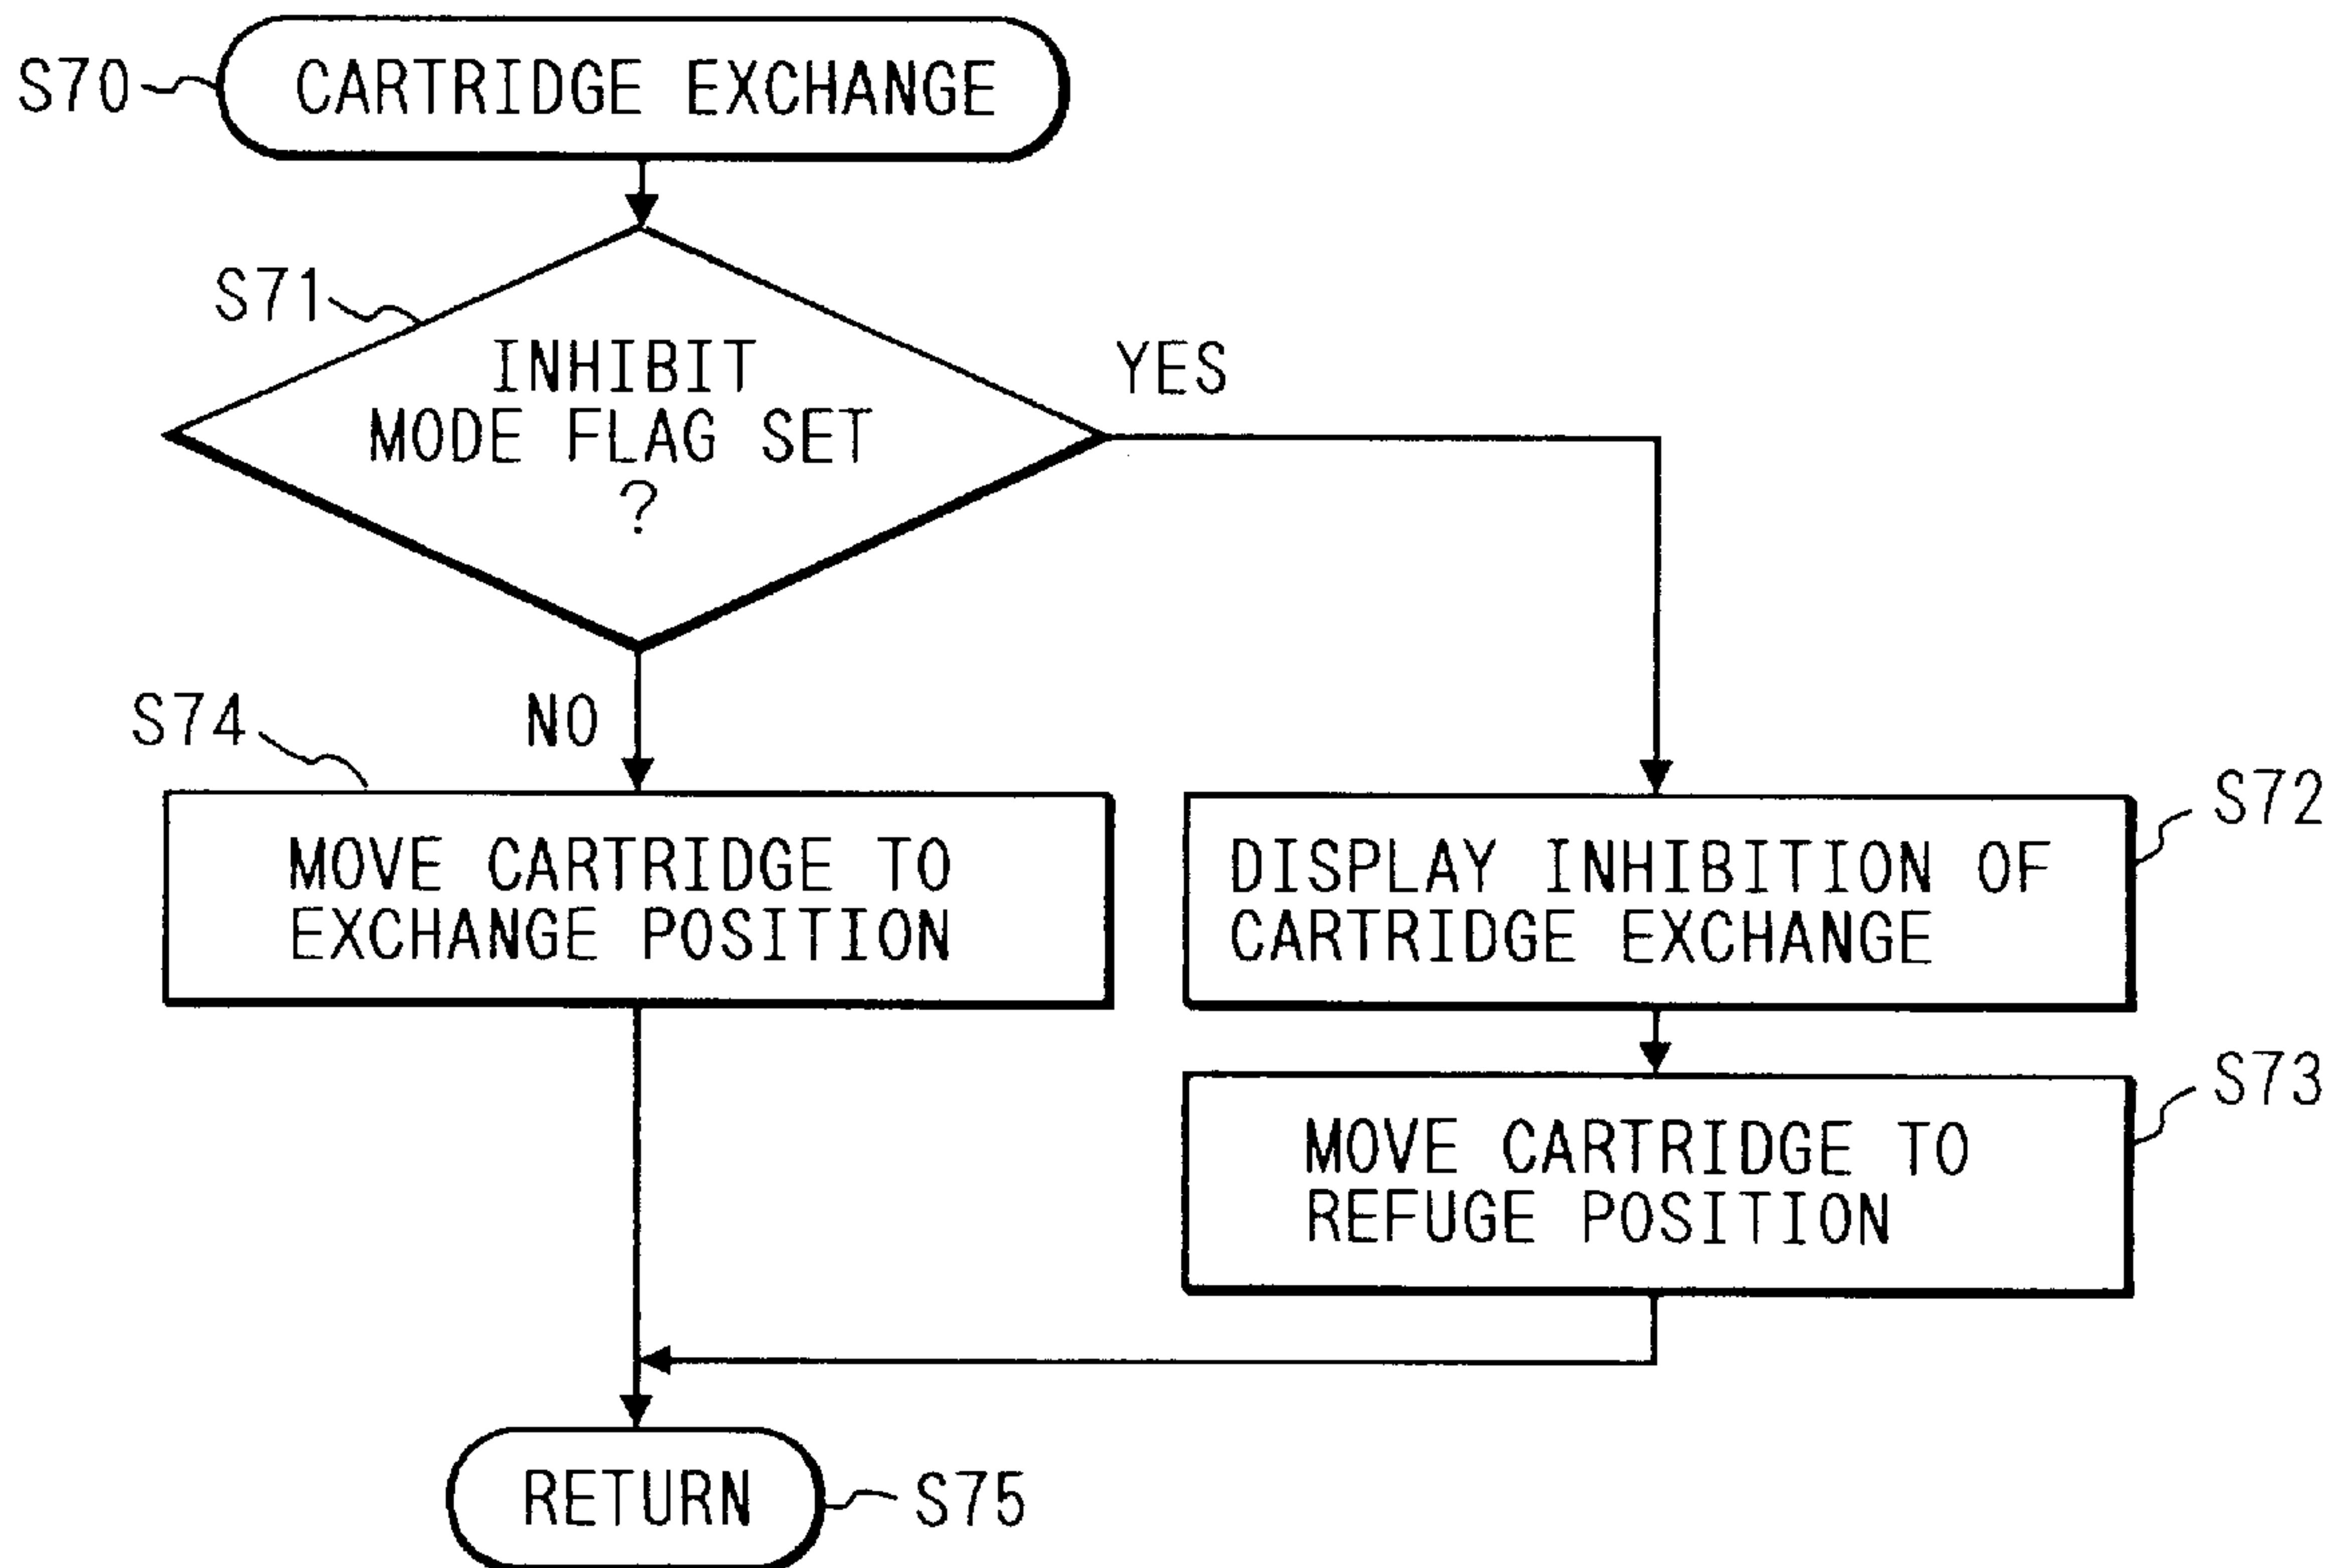 S70
CARTRIDGE EXCHANGE
S71
INHIBIT
MODE FLAG SET
?
YES
NO
S74
MOVE CARTRIDGE TO
EXCHANGE POSITION
S72
DISPLAY INHIBITION OF
CARTRIDGE EXCHANGE
S73
MOVE CARTRIDGE TO
REFUGE POSITION
RETURN
S75